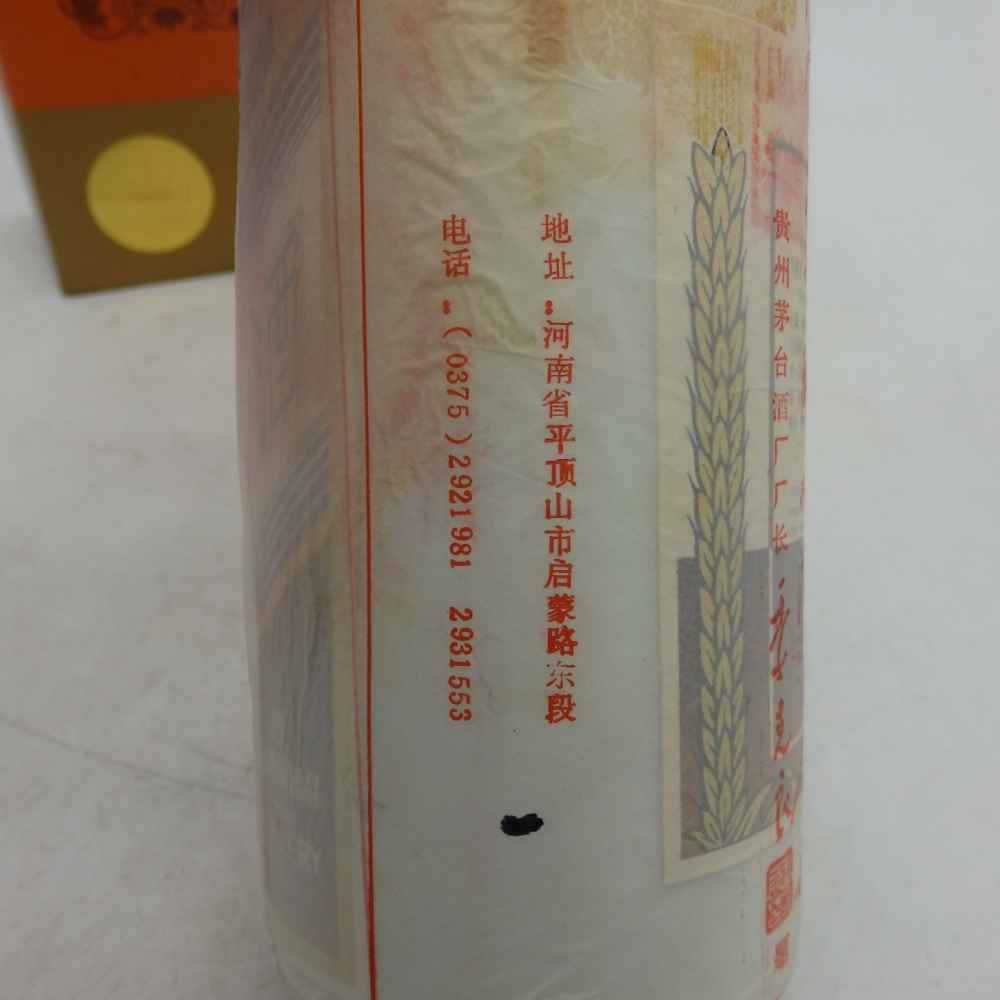 贵州茅台酒厂厂长
地址：河南省平顶山市启蒙路东段
电话：(0375)2921981 2931553